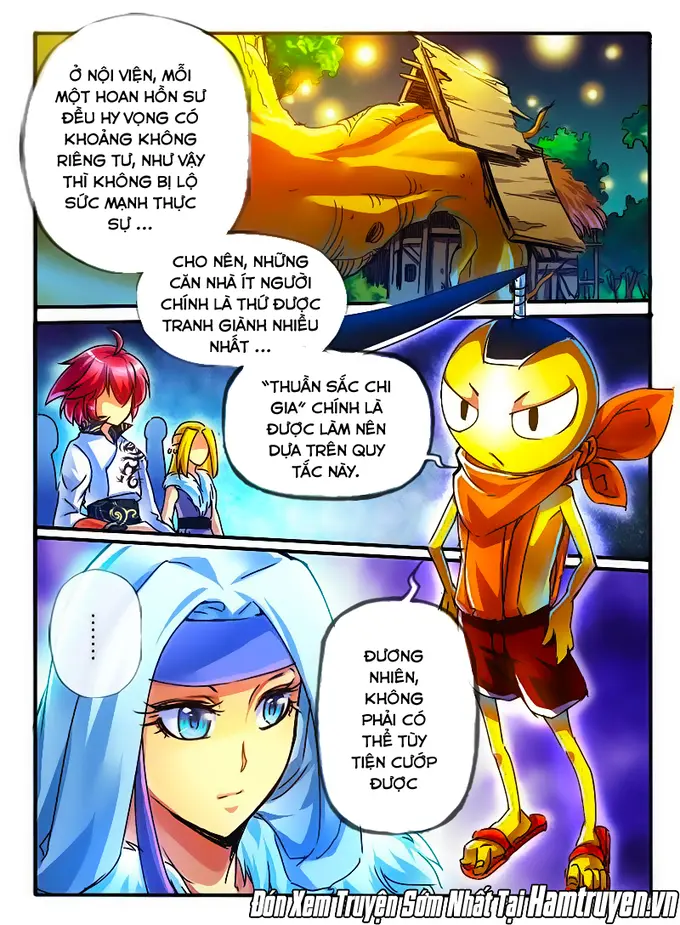 Ở NỘI VIỆN, MỖI
MỘT HOAN HỒN SƯ
ĐỀU HY VỌNG CÓ
KHOẢNG KHÔNG
RIÊNG TƯ, NHƯ VẬY
THÌ KHÔNG BỊ LỘ
SỨC MẠNH THỰC
SỰ ...
CHO NÊN, NHỮNG
CĂN NHÀ ÍT NGƯỜI
CHÍNH LÀ THỨ ĐƯỢC
TRANH GIÀNH NHIỀU
NHẤT ...
"THUẦN SẮC CHI
GIA" CHÍNH LÀ
ĐƯỢC LÀM NÊN
DỰA TRÊN QUY
TẮC NÀY.
......
ĐƯƠNG
NHIÊN,
KHÔNG
PHẢI CÓ
THỂ TÙY
TIỆN CƯỚP
ĐƯỢC
Đón Xem Truyện Sớm Nhất Tại Hamtruyen.vn